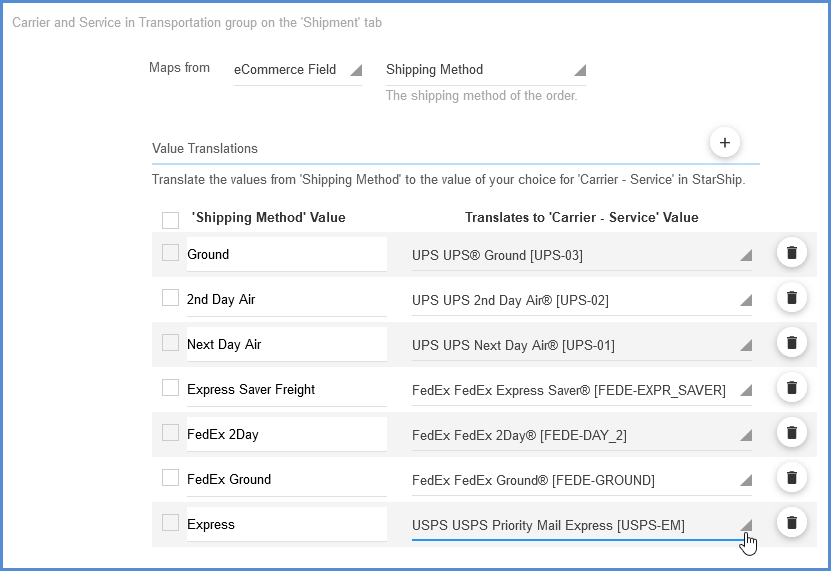 Carrier and Service in Transportation group on the 'Shipment' tab
Maps from eCommerce Field Shipping Method
The shipping method of the order.
Value Translations +
Translate the values from 'Shipping Method' to the value of your choice for 'Carrier - Service' in StarShip.
'Shipping Method' Value Translates to 'Carrier - Service' Value
Ground UPS UPS® Ground [UPS-03]
2nd Day Air UPS UPS 2nd Day Air® [UPS-02]
Next Day Air UPS UPS Next Day Air® [UPS-01]
Express Saver Freight FedEx FedEx Express Saver® [FEDE-EXPR_SAVER]
FedEx 2Day FedEx FedEx 2Day® [FEDE-DAY_2]
FedEx Ground FedEx FedEx Ground® [FEDE-GROUND]
Express USPS USPS Priority Mail Express [USPS-EM]